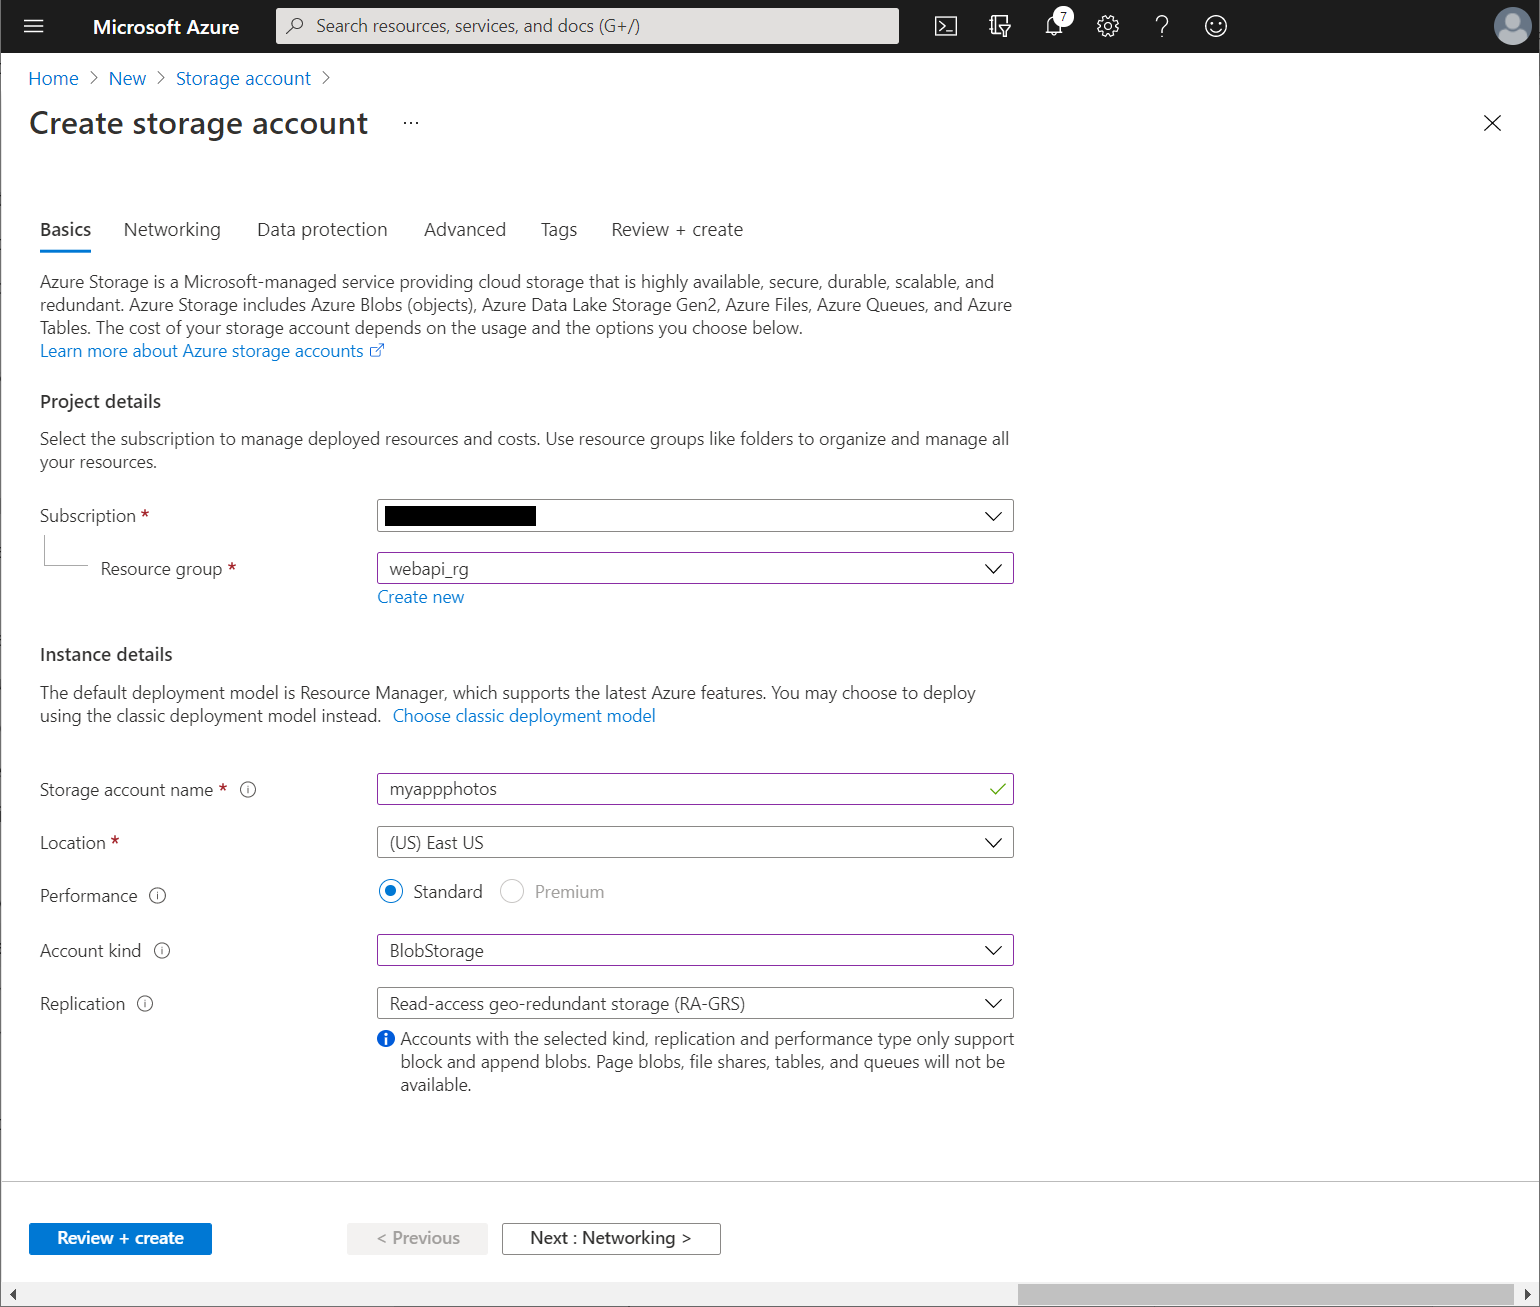 Microsoft Azure
Search resources, services, and docs (G+/)
7
Home > New > Storage account >
Create storage account ...
Basics Networking Data protection Advanced Tags Review + create
Azure Storage is a Microsoft-managed service providing cloud storage that is highly available, secure, durable, scalable, and
redundant. Azure Storage includes Azure Blobs (objects), Azure Data Lake Storage Gen2, Azure Files, Azure Queues, and Azure
Tables. The cost of your storage account depends on the usage and the options you choose below.
Learn more about Azure storage accounts
Project details
Select the subscription to manage deployed resources and costs. Use resource groups like folders to organize and manage all
your resources.
Subscription *
Resource group * webapi_rg
Create new
Instance details
The default deployment model is Resource Manager, which supports the latest Azure features. You may choose to deploy
using the classic deployment model instead. Choose classic deployment model
Storage account name * myappphotos
Location * (US) East US
Performance Standard Premium
Account kind BlobStorage
Replication Read-access geo-redundant storage (RA-GRS)
Accounts with the selected kind, replication and performance type only support
block and append blobs. Page blobs, file shares, tables, and queues will not be
available.
Review + create < Previous Next : Networking >